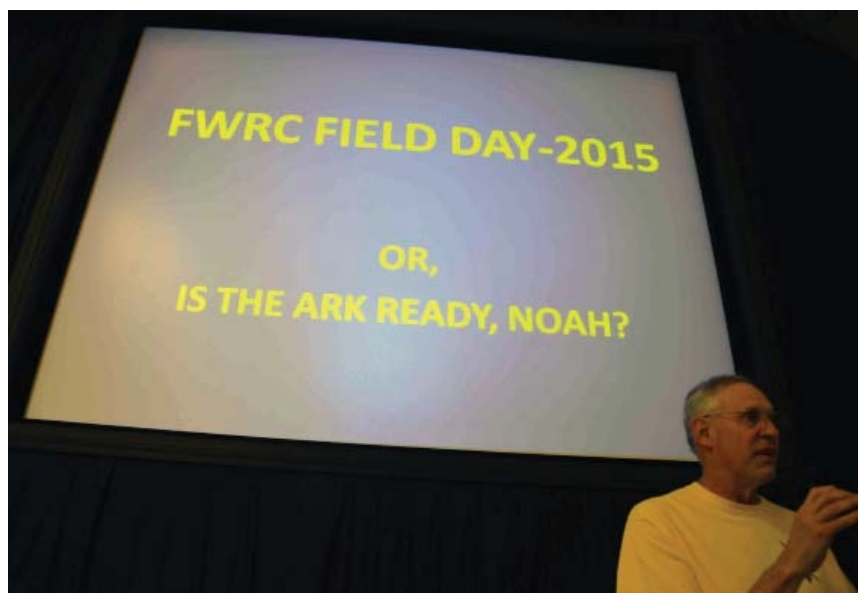 FWRC FIELD DAY-2015
OR,
IS THE ARK READY, NOAH?